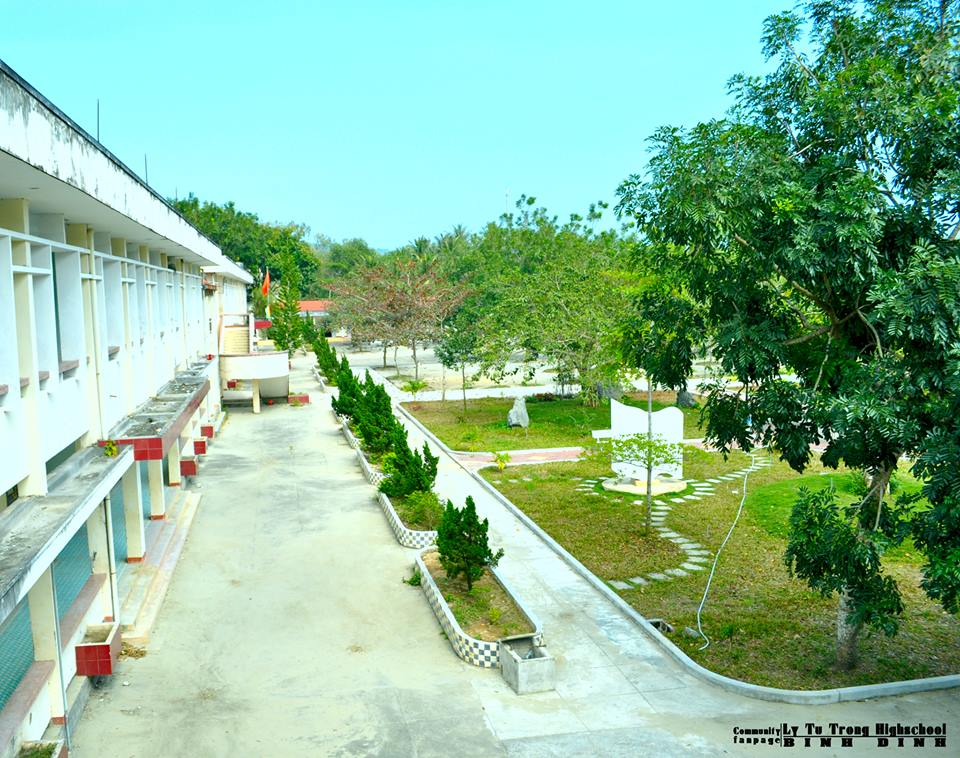 Community fanpage
Ly Tu Trong Highschool
BINH DINH